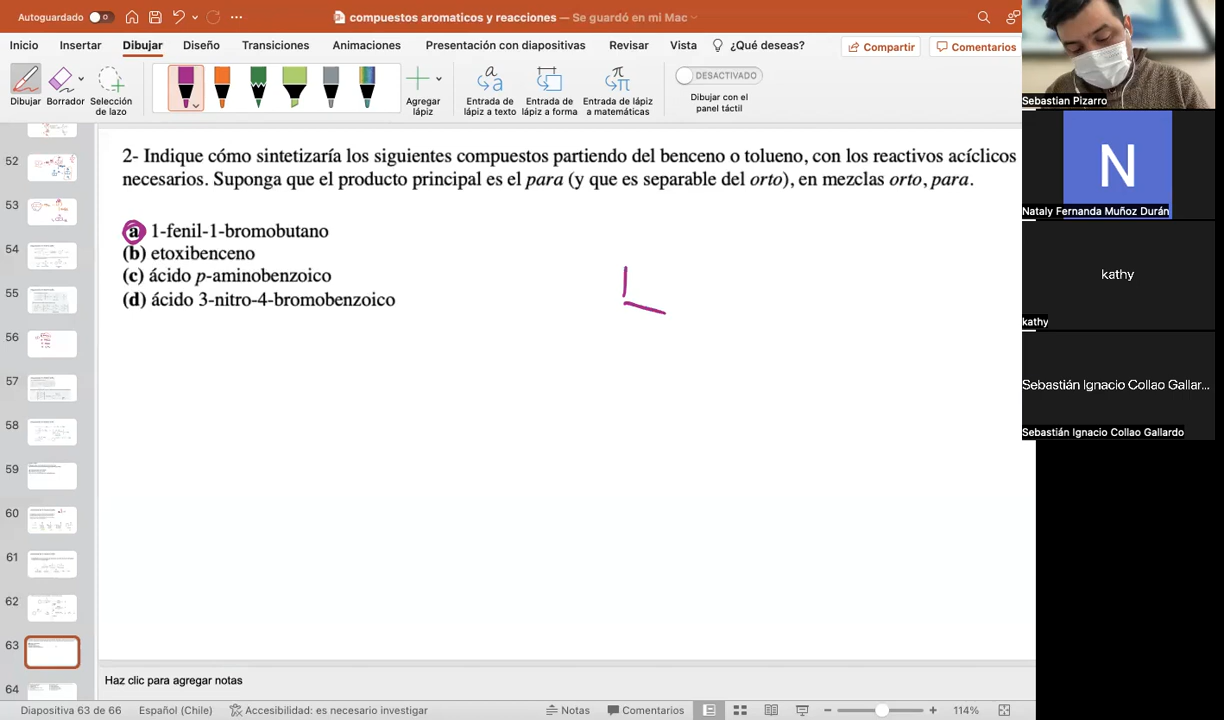 Autoguardado
compuestos aromaticos y reacciones — Se guardó en mi Mac
Inicio Insertar Dibujar Diseño Transiciones Animaciones Presentación con diapositivas Revisar Vista ¿Qué deseas? Compartir Comentarios
Dibujar
Borrador
Selección de lazo
Agregar lápiz
Entrada de lápiz a texto
Entrada de lápiz a forma
Entrada de lápiz a matemáticas
DESACTIVADO
Dibujar con el panel táctil
52
53
54
55
56
57
58
59
60
61
62
63
64
2- Indique cómo sintetizaría los siguientes compuestos partiendo del benceno o tolueno, con los reactivos acíclicos
necesarios. Suponga que el producto principal es el para (y que es separable del orto), en mezclas orto, para.
(a) 1-fenil-1-bromobutano
(b) etoxibenceno
(c) ácido p-aminobenzoico
(d) ácido 3-nitro-4-bromobenzoico
Haz clic para agregar notas
Diapositiva 63 de 66 Español (Chile) Accesibilidad: es necesario investigar Notas Comentarios 114%
Sebastian Pizarro
N
Nataly Fernanda Muñoz Durán
kathy
kathy
Sebastián Ignacio Collao Gallar...
Sebastián Ignacio Collao Gallardo